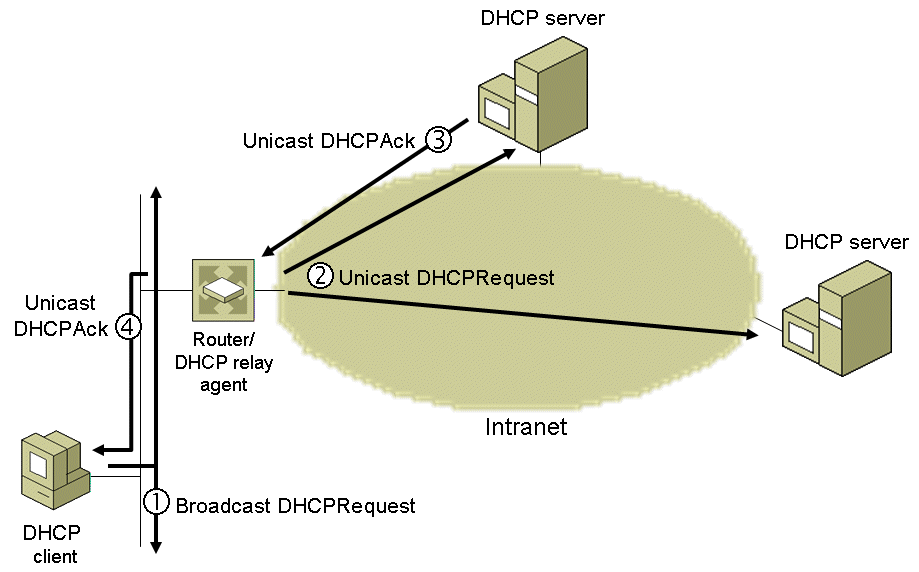 DHCP server
Unicast DHCPAck ③
DHCP server
② Unicast DHCPRequest
Unicast
DHCPAck ④
Router/
DHCP relay
agent
Intranet
① Broadcast DHCPRequest
DHCP
client